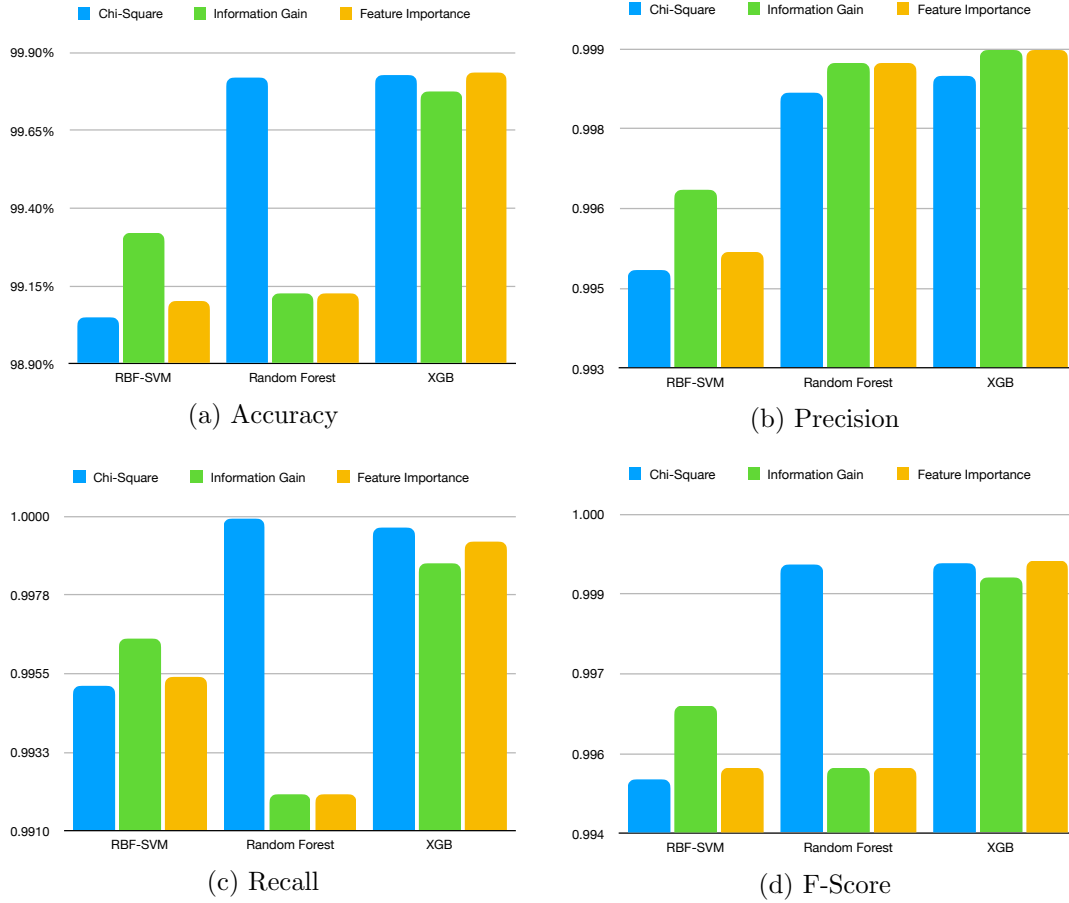 Chi-Square Information Gain Feature Importance
99.90%
99.65%
99.40%
99.15%
98.90%
RBF-SVM Random Forest XGB
(a) Accuracy
Chi-Square Information Gain Feature Importance
0.999
0.998
0.996
0.995
0.993
RBF-SVM Random Forest XGB
(b) Precision
Chi-Square Information Gain Feature Importance
1.0000
0.9978
0.9955
0.9933
0.9910
RBF-SVM Random Forest XGB
(c) Recall
Chi-Square Information Gain Feature Importance
1.000
0.999
0.997
0.996
0.994
RBF-SVM Random Forest XGB
(d) F-Score